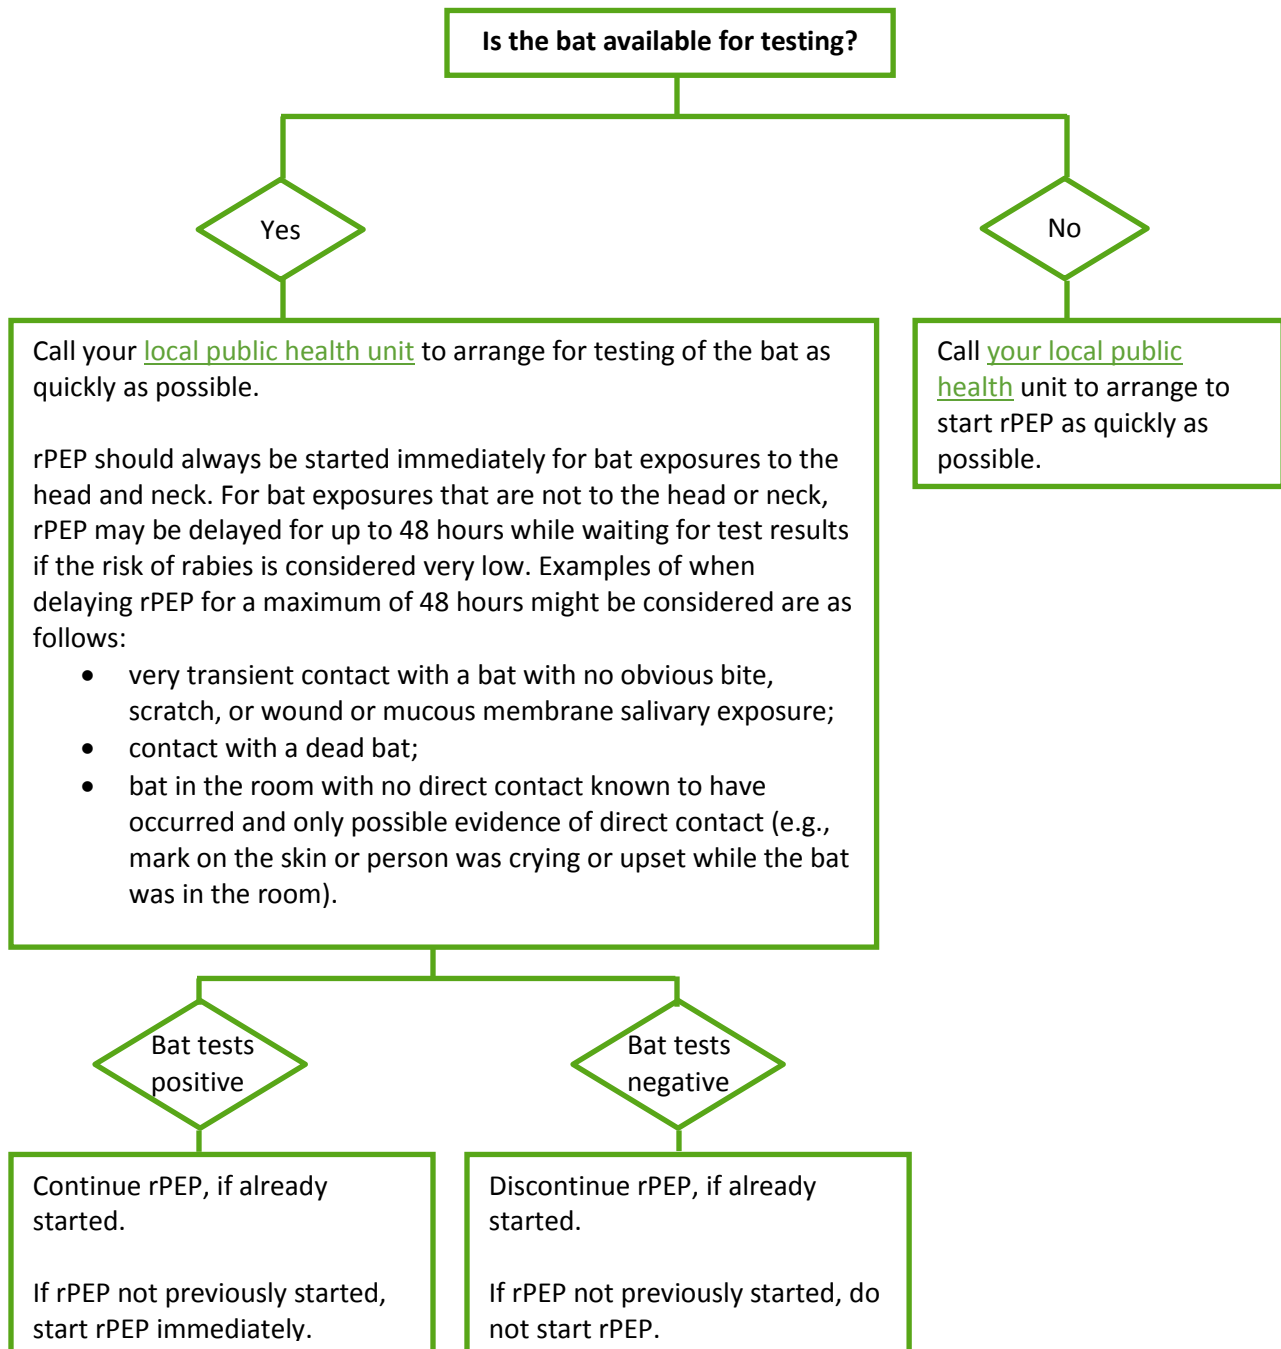 Is the bat available for testing?
Yes
No
Call your local public health unit to arrange for testing of the bat as
quickly as possible.
rPEP should always be started immediately for bat exposures to the
head and neck. For bat exposures that are not to the head or neck,
rPEP may be delayed for up to 48 hours while waiting for test results
if the risk of rabies is considered very low. Examples of when
delaying rPEP for a maximum of 48 hours might be considered are as
follows:
• very transient contact with a bat with no obvious bite,
scratch, or wound or mucous membrane salivary exposure;
• contact with a dead bat;
• bat in the room with no direct contact known to have
occurred and only possible evidence of direct contact (e.g.,
mark on the skin or person was crying or upset while the bat
was in the room).
Call your local public
health unit to arrange to
start rPEP as quickly as
possible.
Bat tests
positive
Bat tests
negative
Continue rPEP, if already
started.
If rPEP not previously started,
start rPEP immediately.
Discontinue rPEP, if already
started.
If rPEP not previously started, do
not start rPEP.